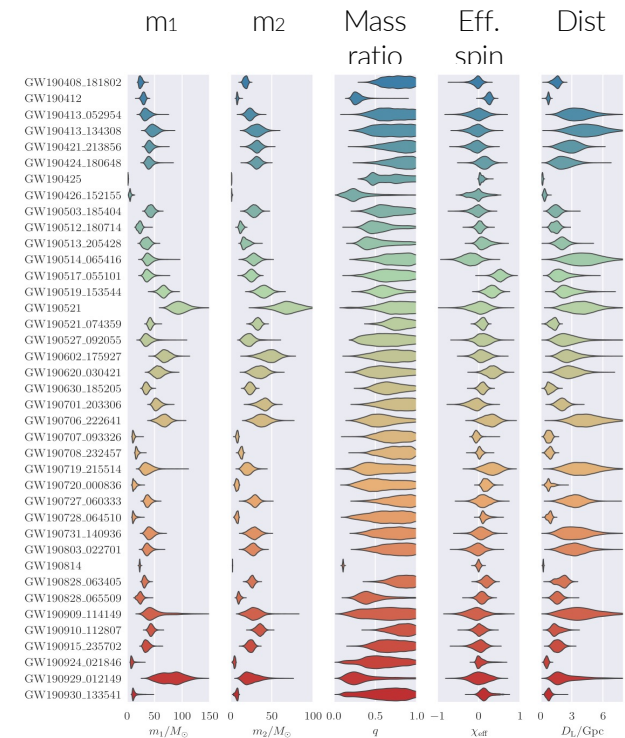 m1 m2 Mass ratio Eff. spin Dist
GW190408_181802
GW190412
GW190413_052954
GW190413_134308
GW190421_213856
GW190424_180648
GW190425
GW190426_152155
GW190503_185404
GW190512_180714
GW190513_205428
GW190514_065416
GW190517_055101
GW190519_153544
GW190521
GW190521_074359
GW190527_092055
GW190602_175927
GW190620_030421
GW190630_185205
GW190701_203306
GW190706_222641
GW190707_093326
GW190708_232457
GW190719_215514
GW190720_000836
GW190727_060333
GW190728_064510
GW190731_140936
GW190803_022701
GW190814
GW190828_063405
GW190828_065509
GW190909_114149
GW190910_112807
GW190915_235702
GW190924_021846
GW190929_012149
GW190930_133541
0 50 100 150 0 50 100 0.0 0.5 1.0 −1 0 1 0 3 6
m₁/M⊙ m₂/M⊙ q χeff DL/Gpc